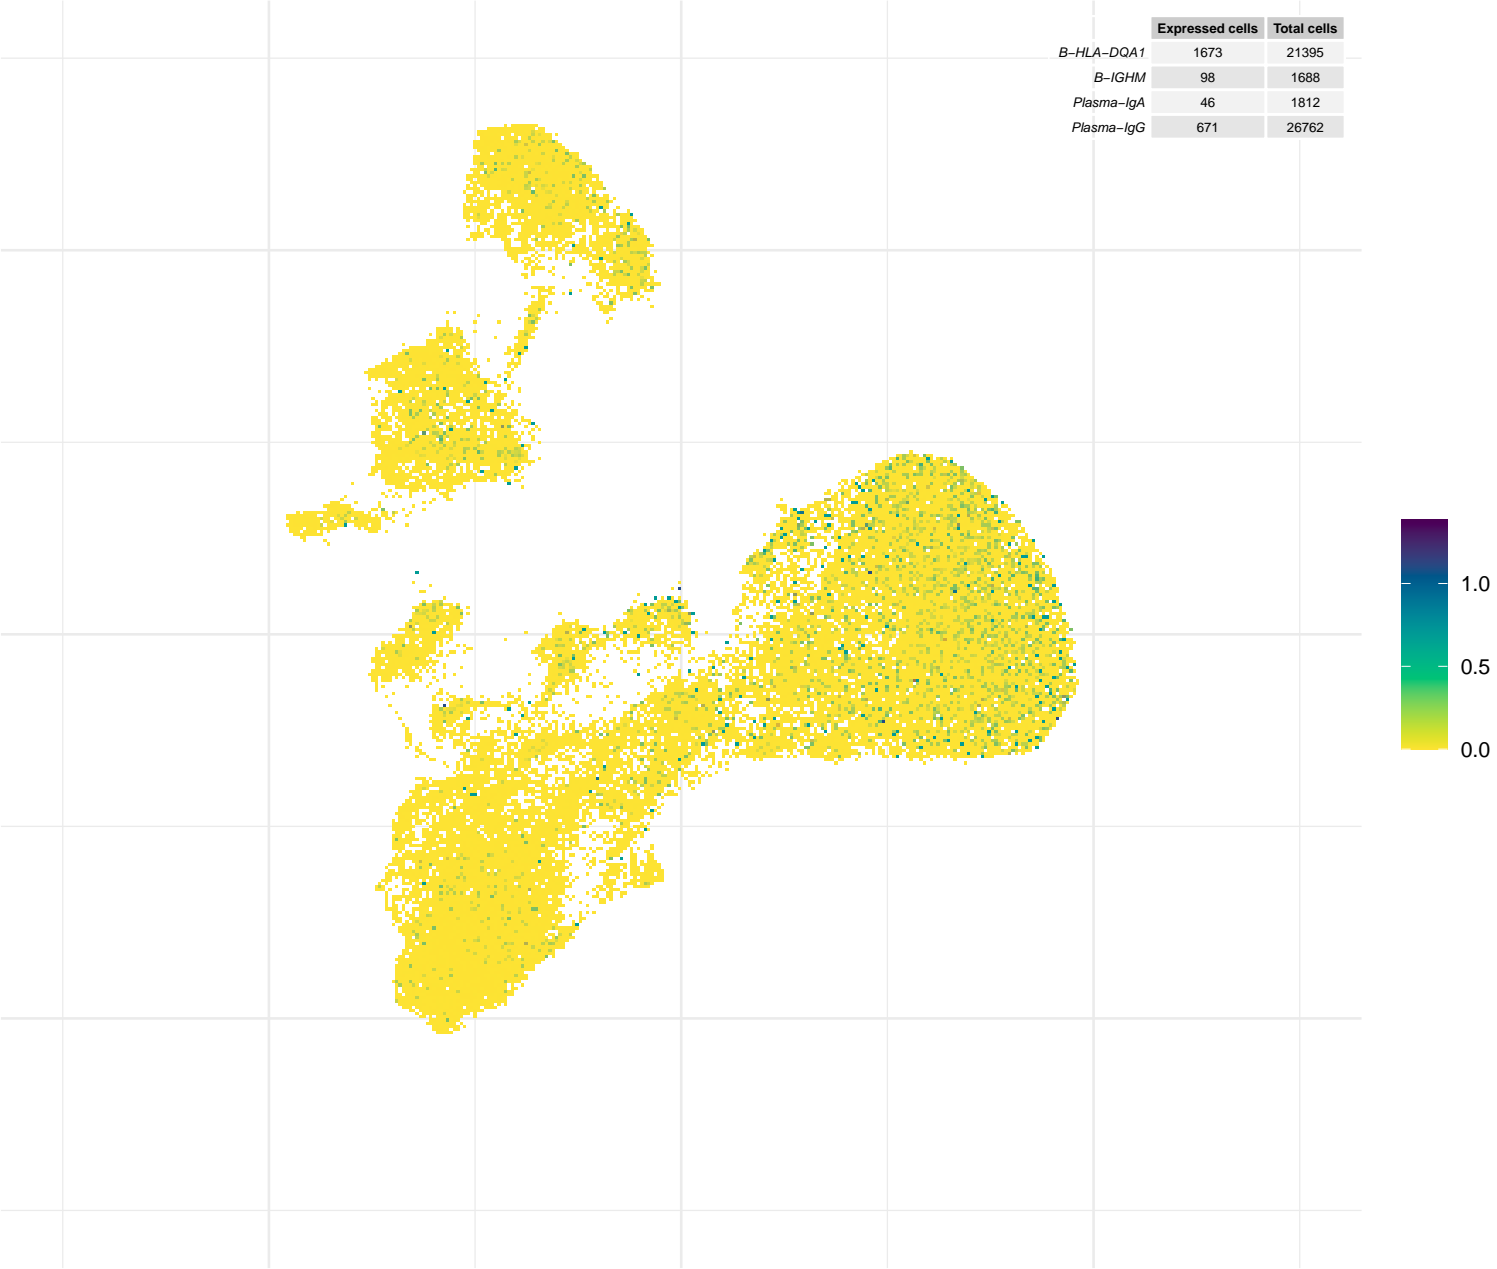 Expressed cells Total cells
B−HLA−DQA1 1673 21395
B−IGHM 98 1688
Plasma−IgA 46 1812
Plasma−IgG 671 26762
1.0
0.5
0.0